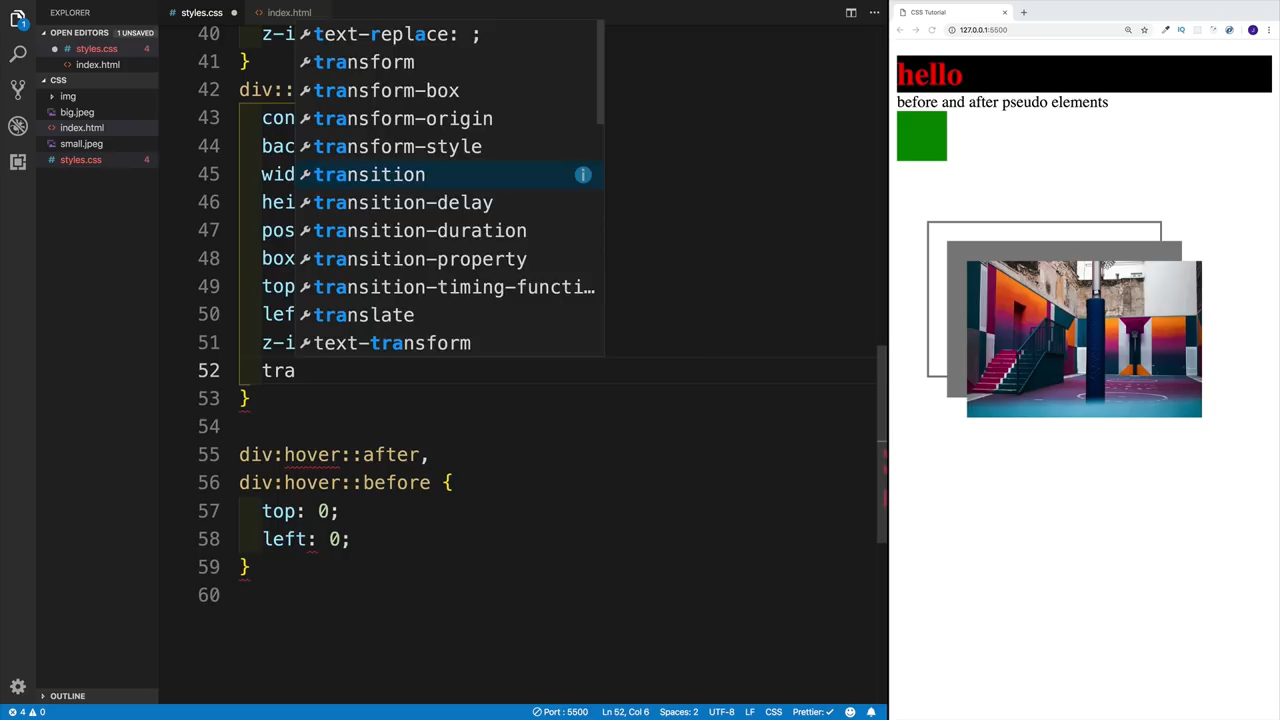 EXPLORER
OPEN EDITORS 1 UNSAVED
styles.css 4
index.html
CSS
img
big.jpeg
index.html
small.jpeg
styles.css 4
OUTLINE
1
styles.css
index.html
40 z-i
41 }
42 div::
43 con
44 bac
45 wid
46 hei
47 pos
48 box
49 top
50 lef
51 z-i
52 tra
53 }
54
55 div:hover::after,
56 div:hover::before {
57 top: 0;
58 left: 0;
59 }
60
text-replace: ;
transform
transform-box
transform-origin
transform-style
transition
transition-delay
transition-duration
transition-property
transition-timing-functi…
translate
text-transform
4 0
Port : 5500
Ln 52, Col 6
Spaces: 2
UTF-8
LF
CSS
Prettier: ✓
CSS Tutorial
127.0.0.1:5500
IQ
J
hello
before and after pseudo elements